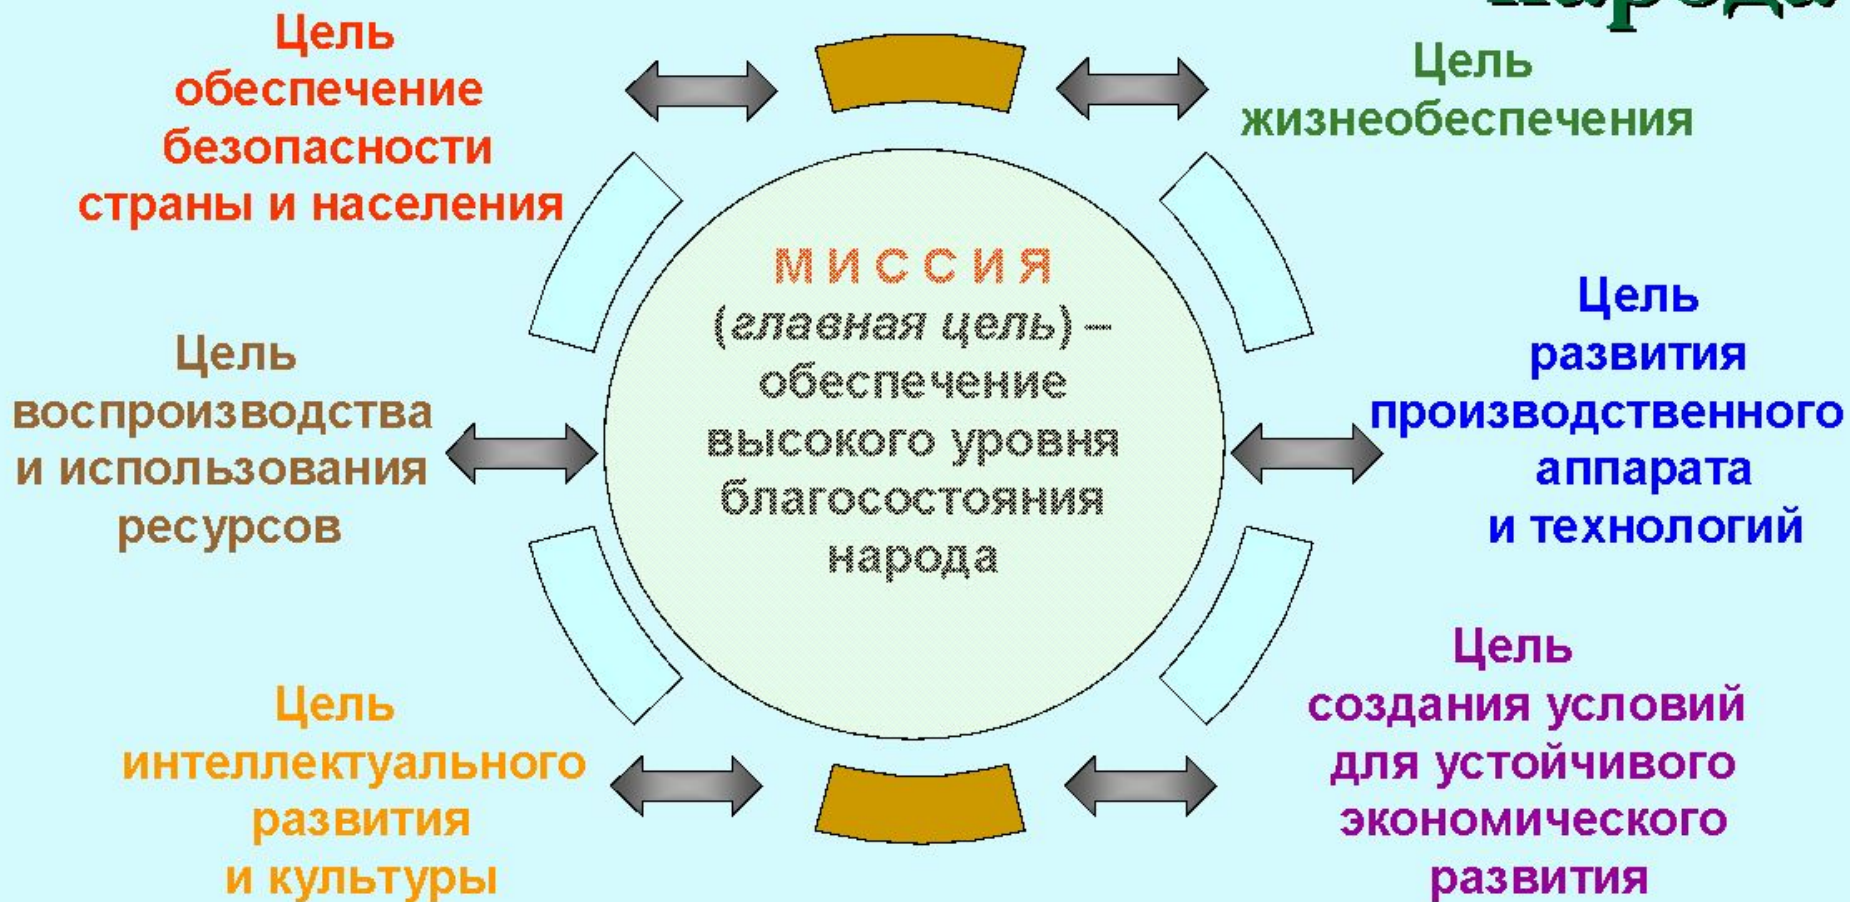 народа
Цель
обеспечение
безопасности
страны и населения
Цель
жизнеобеспечения
М И С С И Я
(главная цель) –
обеспечение
высокого уровня
благосостояния
народа
Цель
воспроизводства
и использования
ресурсов
Цель
развития
производственного
аппарата
и технологий
Цель
интеллектуального
развития
и культуры
Цель
создания условий
для устойчивого
экономического
развития